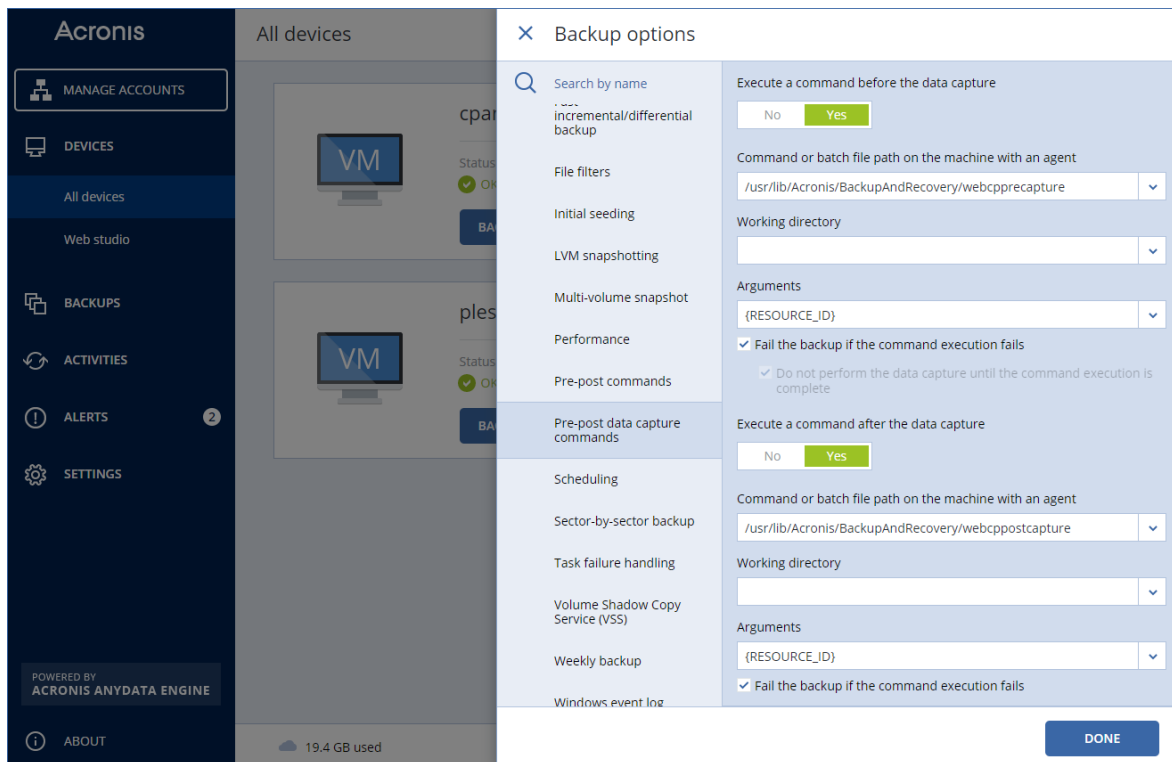 Acronis
MANAGE ACCOUNTS
DEVICES
All devices
Web studio
BACKUPS
ACTIVITIES
ALERTS
2
SETTINGS
POWERED BY
ACRONIS ANYDATA ENGINE
ABOUT
All devices
VM
Status
VM
Status
19.4 GB used
Backup options
Search by name
incremental/differential
backup
File filters
Initial seeding
LVM snapshotting
Multi-volume snapshot
Performance
Pre-post commands
Pre-post data capture
commands
Scheduling
Sector-by-sector backup
Task failure handling
Volume Shadow Copy
Service (VSS)
Weekly backup
Windows event log
Execute a command before the data capture
No Yes
Command or batch file path on the machine with an agent
/usr/lib/Acronis/BackupAndRecovery/webcpprecapture
Working directory
Arguments
{RESOURCE_ID}
Fail the backup if the command execution fails
Do not perform the data capture until the command execution is
complete
Execute a command after the data capture
No Yes
Command or batch file path on the machine with an agent
/usr/lib/Acronis/BackupAndRecovery/webcppostcapture
Working directory
Arguments
{RESOURCE_ID}
Fail the backup if the command execution fails
DONE